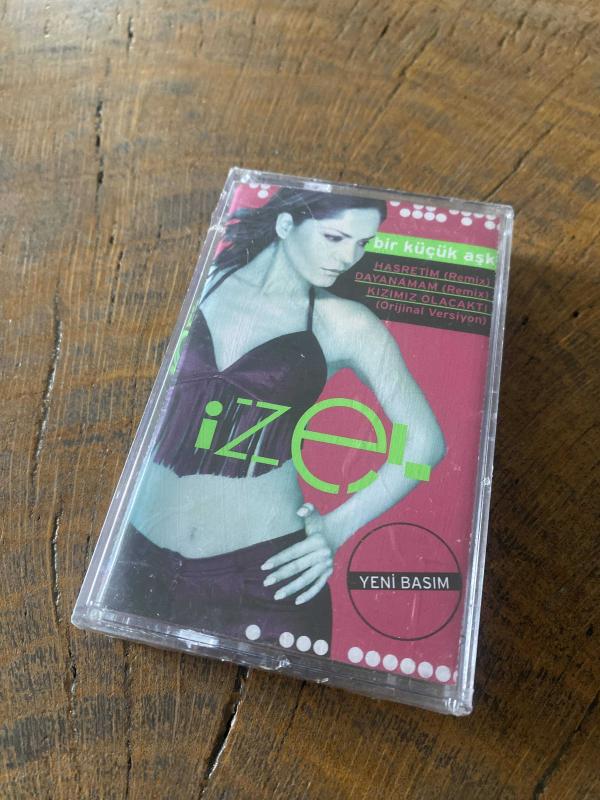 bir küçük aşk
HASRETİM (Remix)
DAYANAMAM (Remix)
KIZIMIZ OLACAKTI
(Orijinal Versiyon)
izel
YENİ BASIM